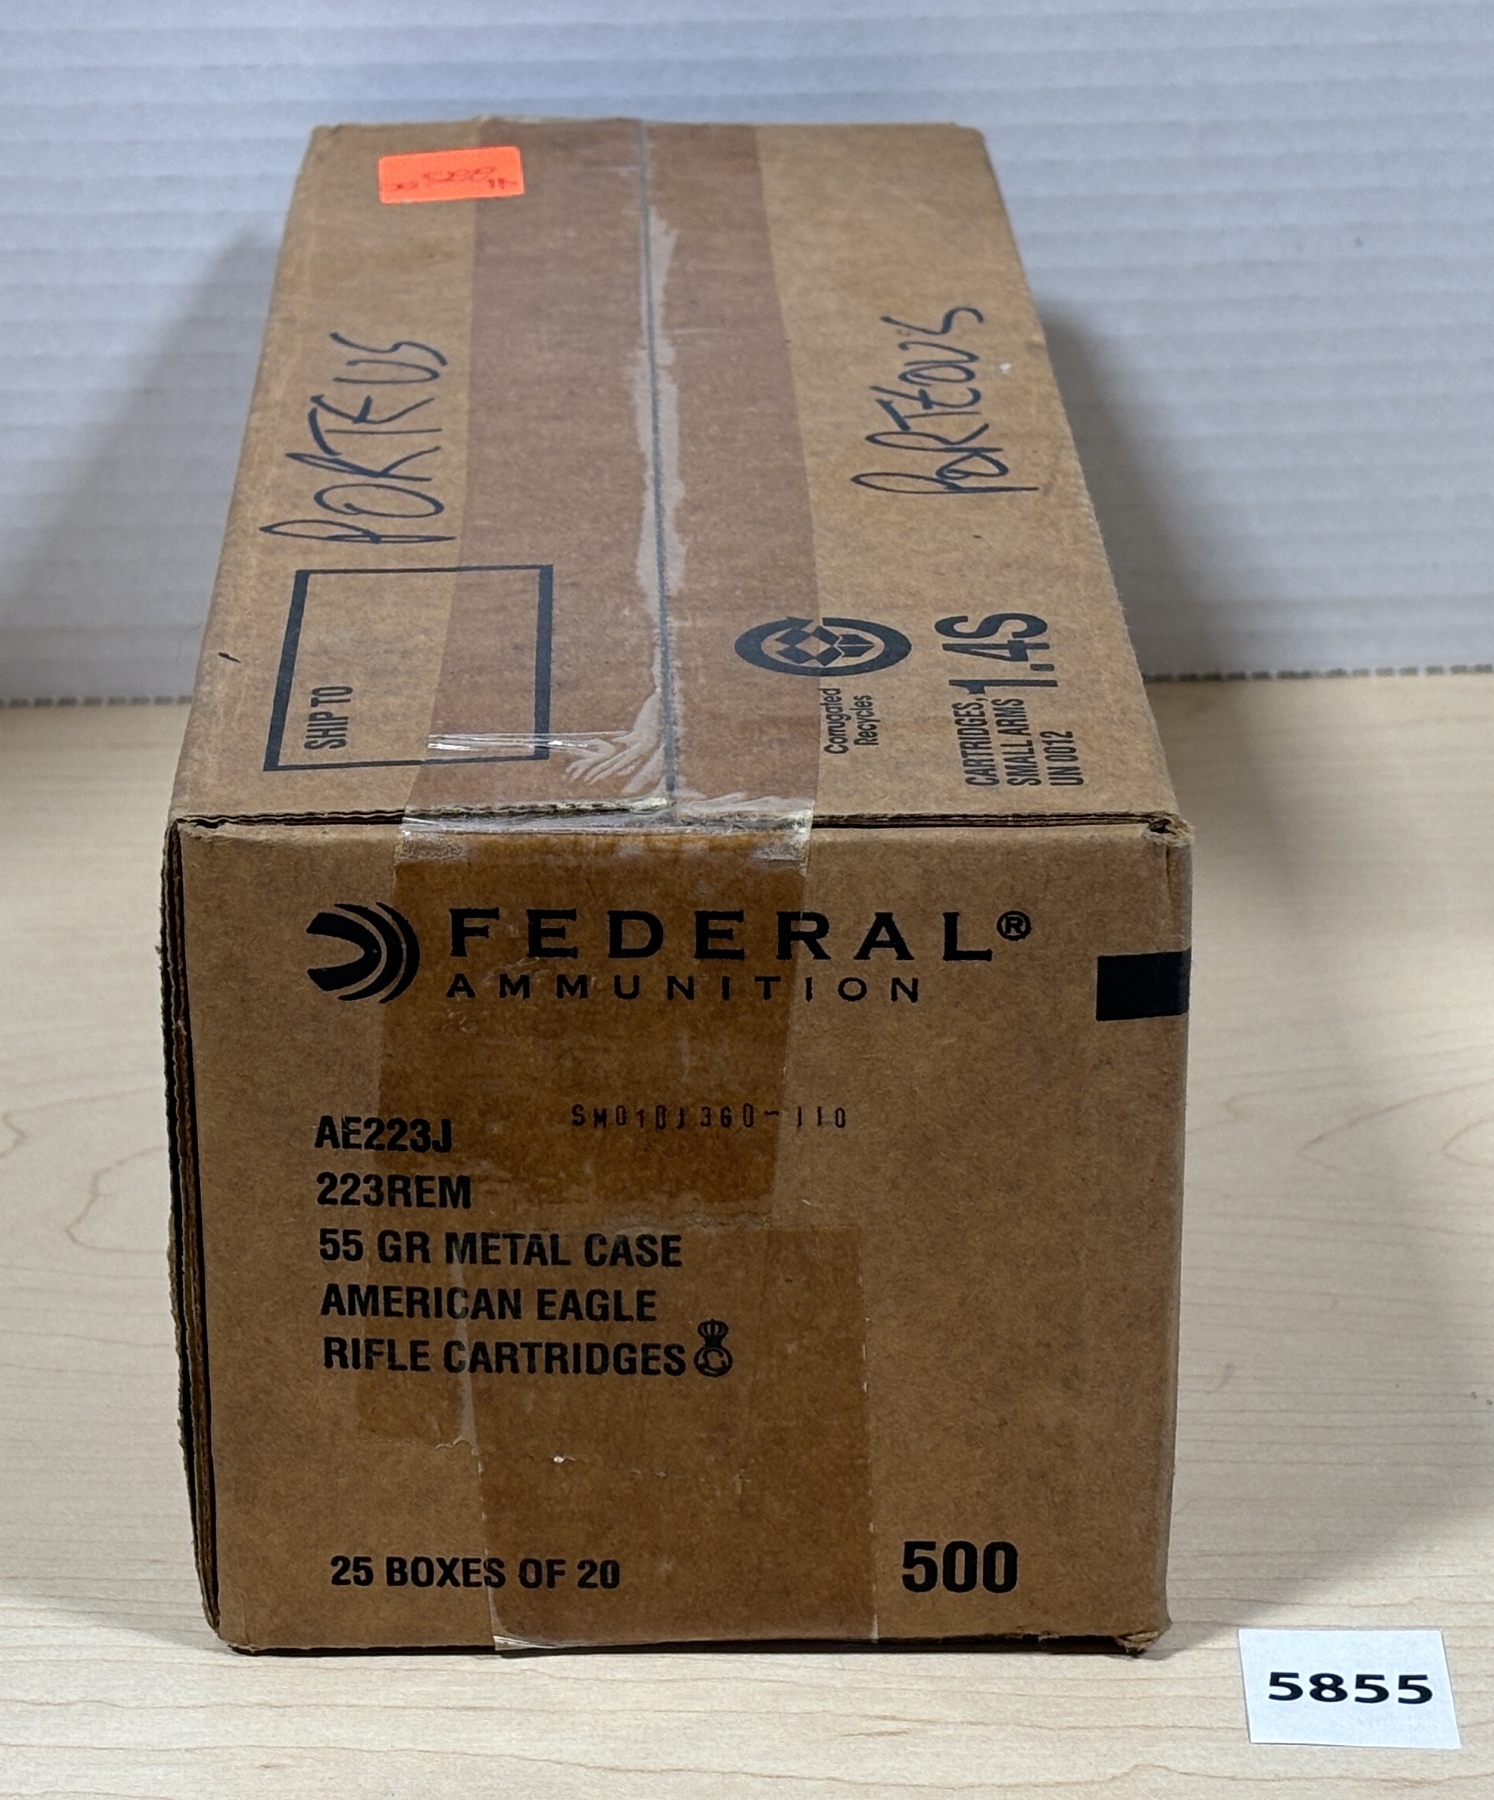 PORTEUS
PORTEOUS
SHIP TO
Corrugated
Recycles
CARTRIDGES,
SMALL ARMS
UN 0012
1.4S
FEDERAL®
AMMUNITION
AE223J
223REM
55 GR METAL CASE
AMERICAN EAGLE
RIFLE CARTRIDGES
25 BOXES OF 20
500
5855